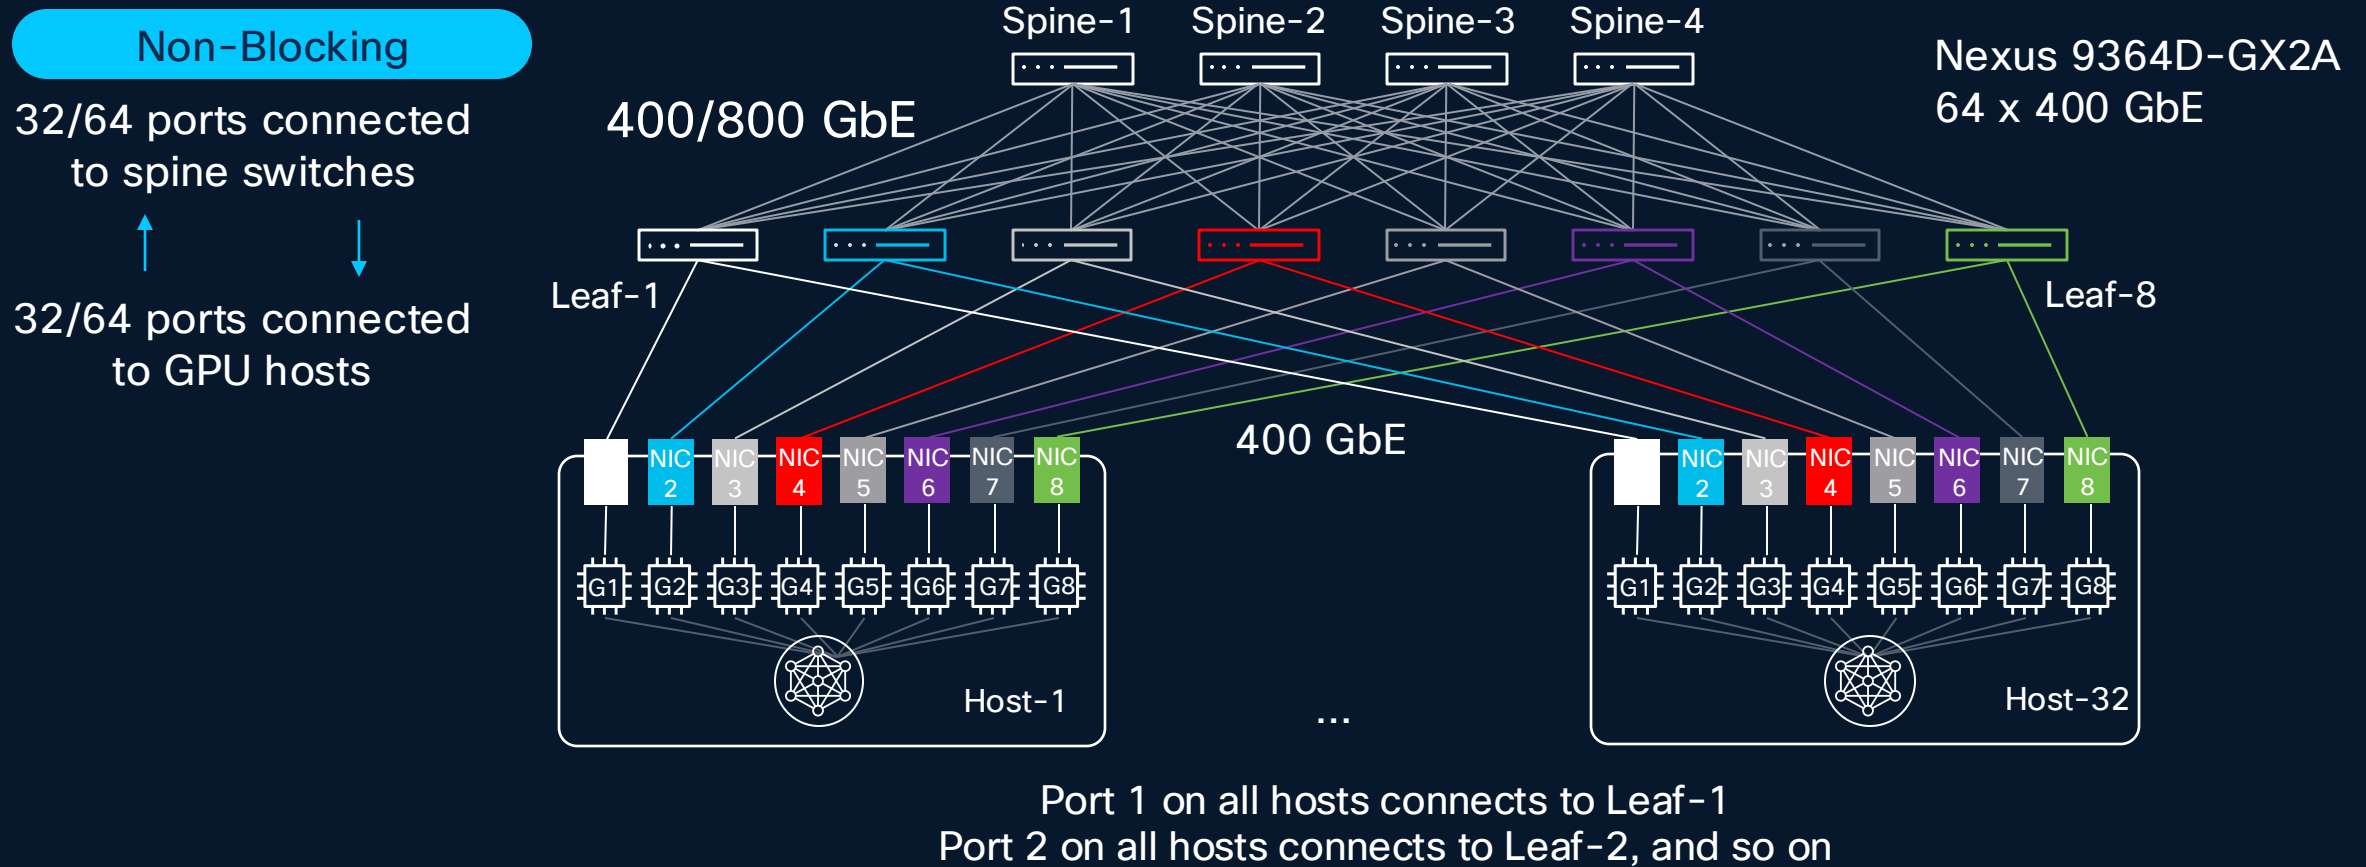 Non-Blocking
32/64 ports connected
to spine switches
32/64 ports connected
to GPU hosts
Spine-1
Spine-2
Spine-3
Spine-4
Nexus 9364D-GX2A
64 x 400 GbE
400/800 GbE
Leaf-1
Leaf-8
400 GbE
NIC
2
NIC
3
NIC
4
NIC
5
NIC
6
NIC
7
NIC
8
G1
G2
G3
G4
G5
G6
G7
G8
Host-1
...
NIC
2
NIC
3
NIC
4
NIC
5
NIC
6
NIC
7
NIC
8
G1
G2
G3
G4
G5
G6
G7
G8
Host-32
Port 1 on all hosts connects to Leaf-1
Port 2 on all hosts connects to Leaf-2, and so on